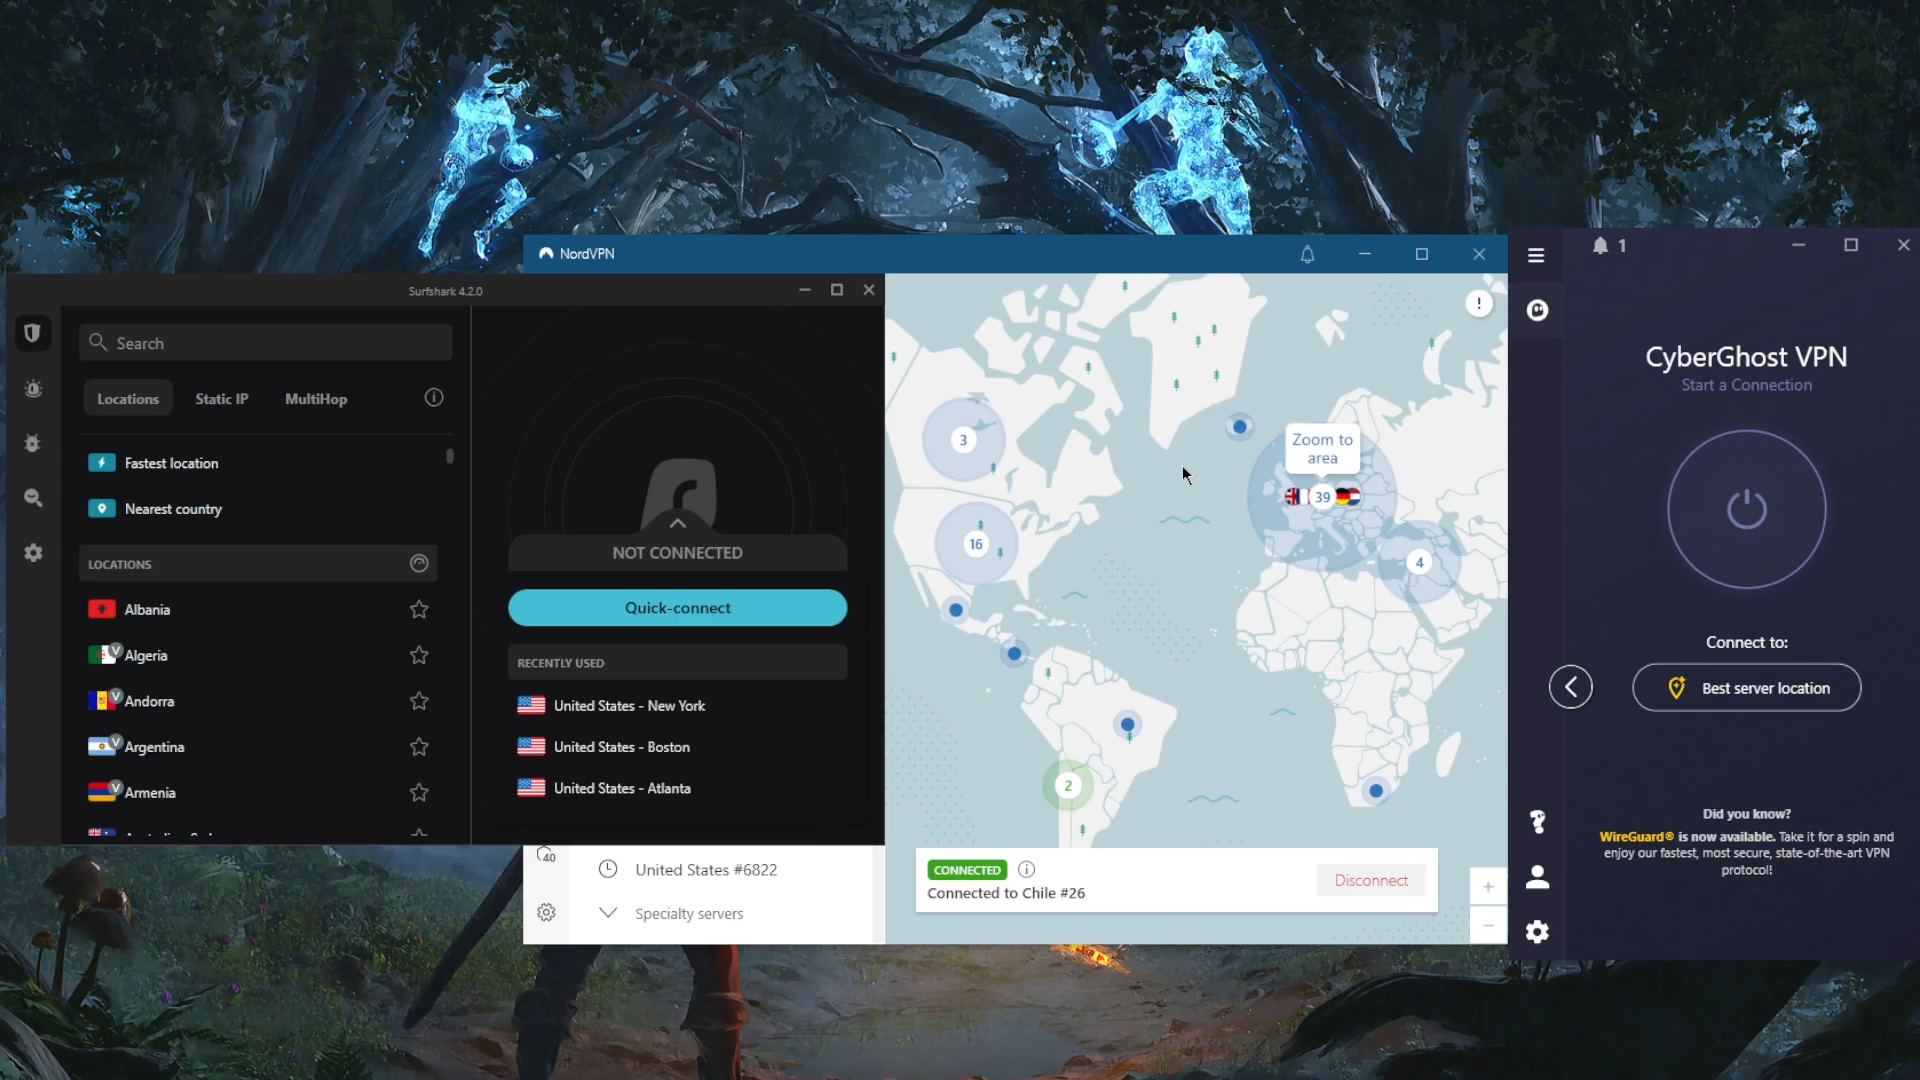 NordVPN
1
Surfshark 4.2.0
Search
Locations
Static IP
MultiHop
Fastest location
Nearest country
LOCATIONS
Albania
Algeria
Andorra
Argentina
Armenia
NOT CONNECTED
Quick-connect
RECENTLY USED
United States - New York
United States - Boston
United States - Atlanta
40
United States #6822
Specialty servers
!
3
Zoom to
area
39
16
4
2
CONNECTED
Connected to Chile #26
Disconnect
CyberGhost VPN
Start a Connection
Connect to:
Best server location
Did you know?
WireGuard® is now available. Take it for a spin and
enjoy our fastest, most secure, state-of-the-art VPN
protocol!